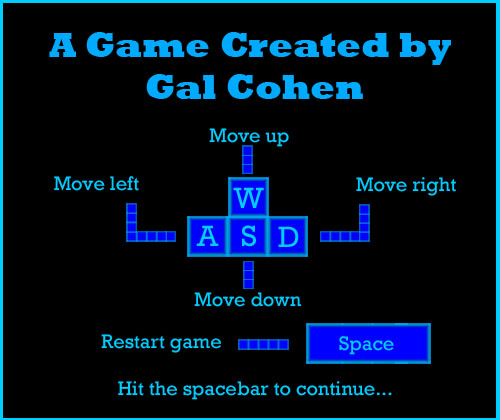 A Game Created by
Gal Cohen
Move up
Move left
Move right
W
A S D
Move down
Restart game Space
Hit the spacebar to continue...